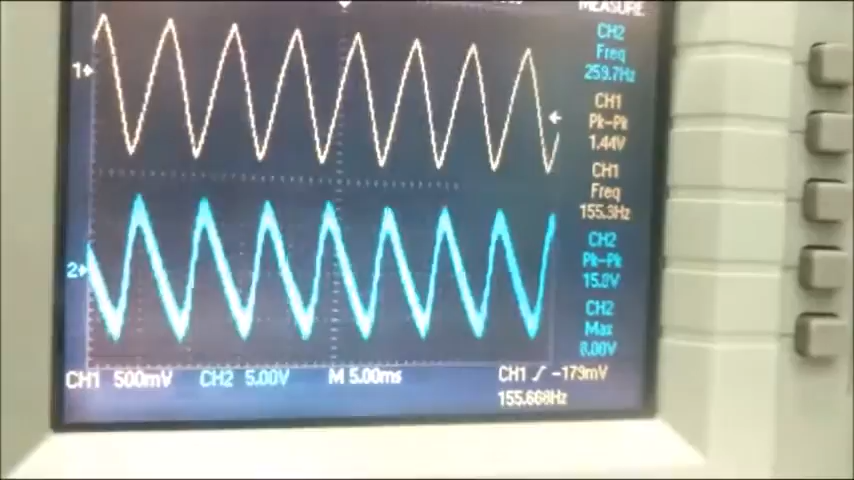 MEASURE
CH2
Freq
259.7Hz
CH1
Pk-Pk
1.44V
CH1
Freq
155.3Hz
CH2
Pk-Pk
15.8V
CH2
Max
8.00V
1
2
CH1 500mV CH2 5.00V M 5.00ms CH1 -179mV
155.668Hz